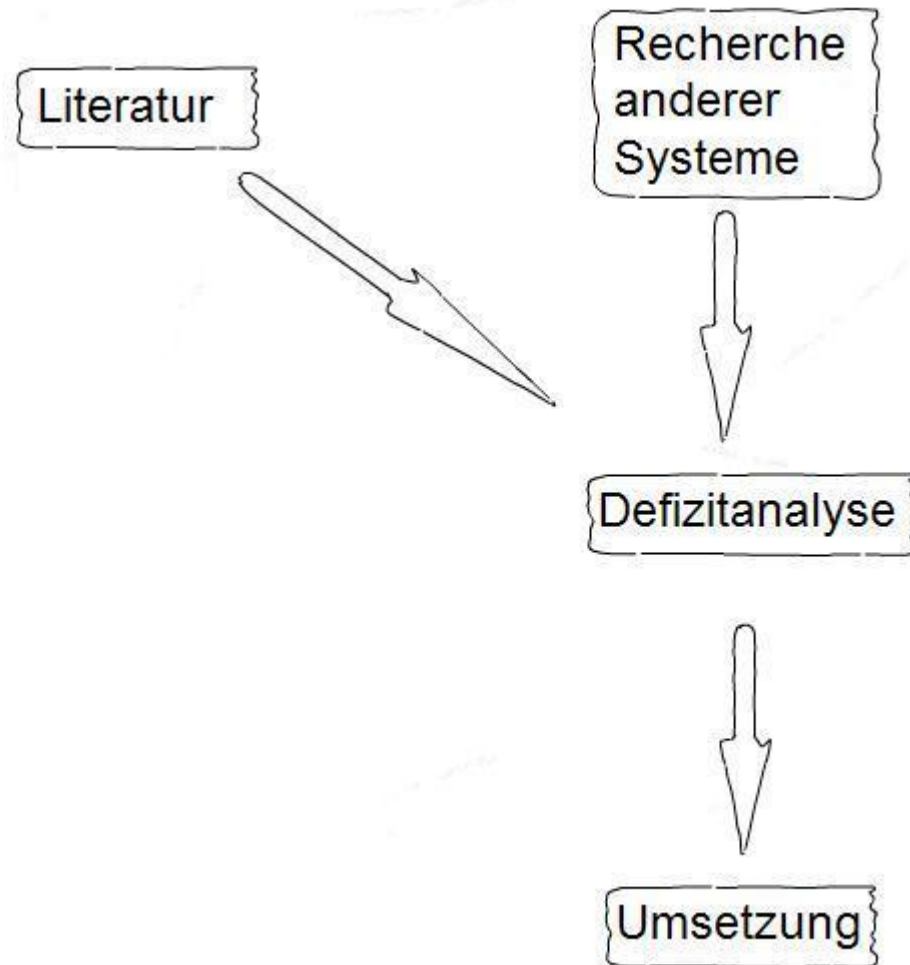 Literatur
Recherche
anderer
Systeme
Defizitanalyse
Umsetzung